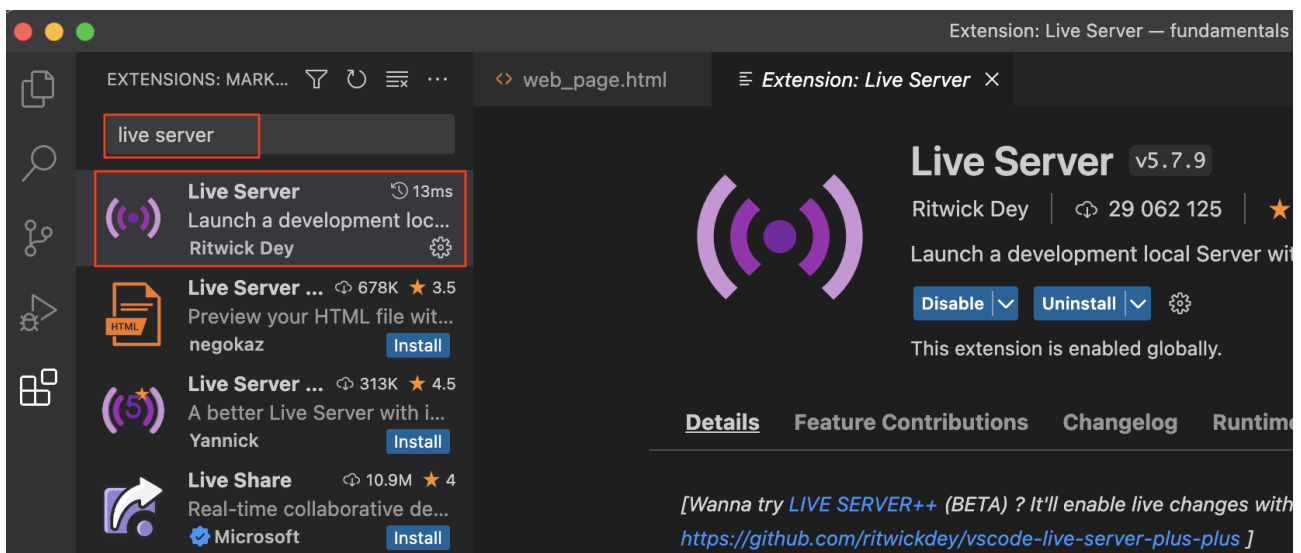 Extension: Live Server — fundamentals
EXTENSIONS: MARK...
web_page.html
Extension: Live Server
live server
Live Server 13ms
Launch a development loc...
Ritwick Dey
Live Server ... 678K ★ 3.5
Preview your HTML file wit...
negokaz Install
HTML
Live Server ... 313K ★ 4.5
A better Live Server with i...
Yannick Install
5
Live Share 10.9M ★ 4
Real-time collaborative de...
Microsoft Install
Live Server v5.7.9
Ritwick Dey 29 062 125 ★
Launch a development local Server wit
Disable Uninstall
This extension is enabled globally.
Details Feature Contributions Changelog Runtime
[Wanna try LIVE SERVER++ (BETA) ? It'll enable live changes with
https://github.com/ritwickdey/vscode-live-server-plus-plus ]